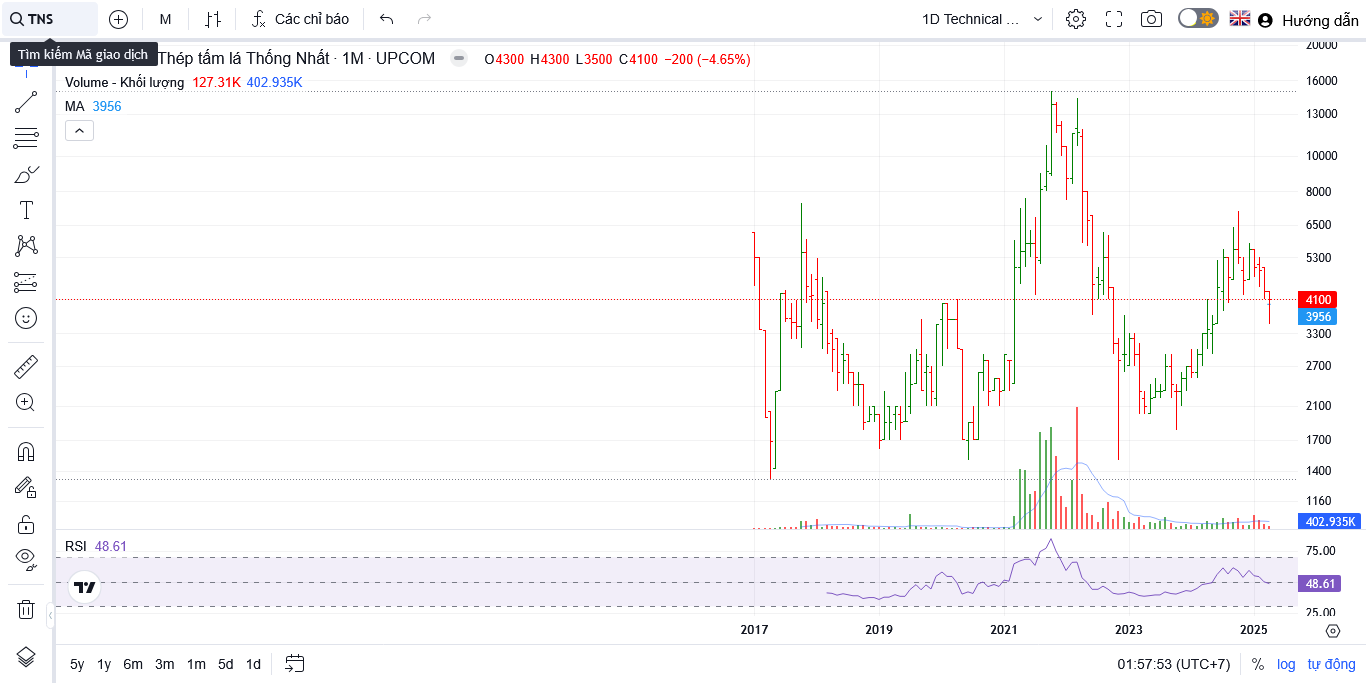 TNS M Các chỉ báo 1D Technical ... Hướng dẫn
Tìm kiếm Mã giao dịch
Thép tấm lá Thống Nhất · 1M · UPCOM O4300 H4300 L3500 C4100 −200 (−4.65%)
Volume - Khối lượng 127.31K 402.935K
MA 3956
20000
16000
13000
10000
8000
6500
5300
4100
3956
3300
2700
2100
1700
1400
1160
402.935K
RSI 48.61
75.00
48.61
25.00
2017 2019 2021 2023 2025
5y 1y 6m 3m 1m 5d 1d 01:57:53 (UTC+7) % log tự động